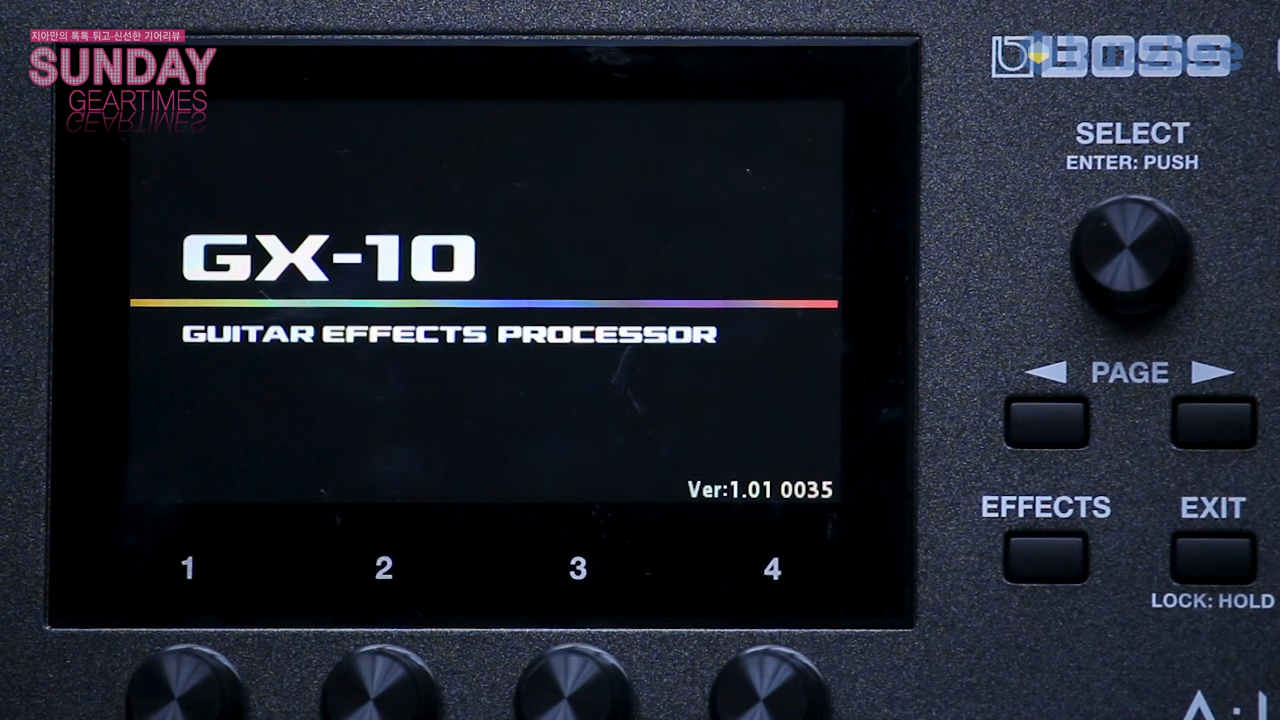 지아만의 톡톡 튀고 신선한 기어리뷰
SUNDAY
GEARTIMES
BOSS
SELECT
ENTER: PUSH
GX-10
GUITAR EFFECTS PROCESSOR
PAGE
Ver:1.01 0035
EFFECTS
EXIT
1
2
3
4
LOCK: HOLD